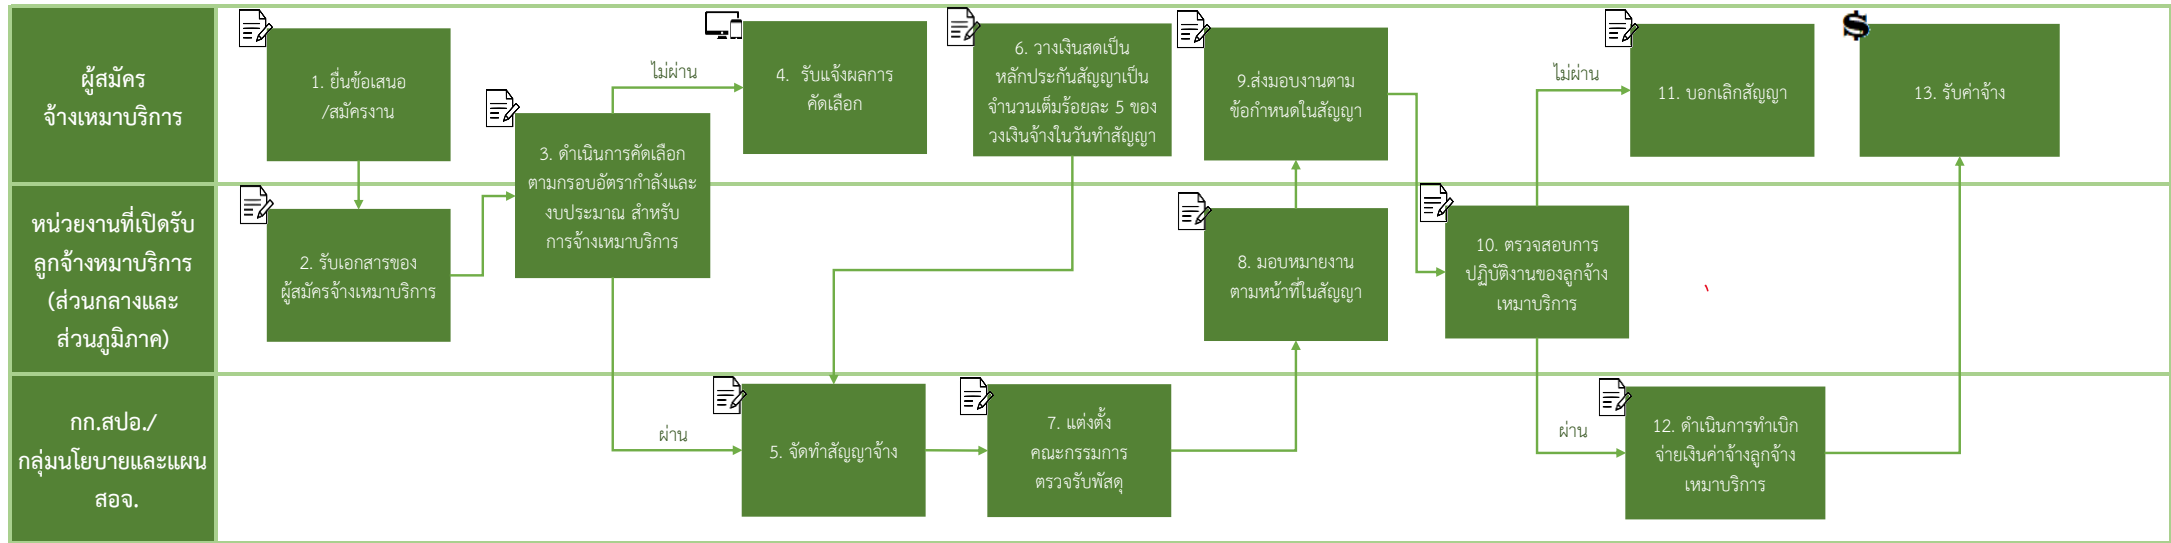 ผู้สมัคร
จ้างเหมาบริการ
1. ยื่นข้อเสนอ
/สมัครงาน
3. ดำเนินการคัดเลือก
ตามกรอบอัตรากำลังและ
งบประมาณ สำหรับ
การจ้างเหมาบริการ
ไม่ผ่าน
4. รับแจ้งผลการ
คัดเลือก
6. วางเงินสดเป็น
หลักประกันสัญญาเป็น
จำนวนเต็มร้อยละ 5 ของ
วงเงินจ้างในวันทำสัญญา
9.ส่งมอบงานตาม
ข้อกำหนดในสัญญา
ไม่ผ่าน
11. บอกเลิกสัญญา
$
13. รับค่าจ้าง
หน่วยงานที่เปิดรับ
ลูกจ้างหมาบริการ
(ส่วนกลางและ
ส่วนภูมิภาค)
2. รับเอกสารของ
ผู้สมัครจ้างเหมาบริการ
8. มอบหมายงาน
ตามหน้าที่ในสัญญา
10. ตรวจสอบการ
ปฏิบัติงานของลูกจ้าง
เหมาบริการ
กก.สปอ./
กลุ่มนโยบายและแผน
สอจ.
ผ่าน
5. จัดทำสัญญาจ้าง
7. แต่งตั้ง
คณะกรรมการ
ตรวจรับพัสดุ
ผ่าน
12. ดำเนินการทำเบิก
จ่ายเงินค่าจ้างลูกจ้าง
เหมาบริการ